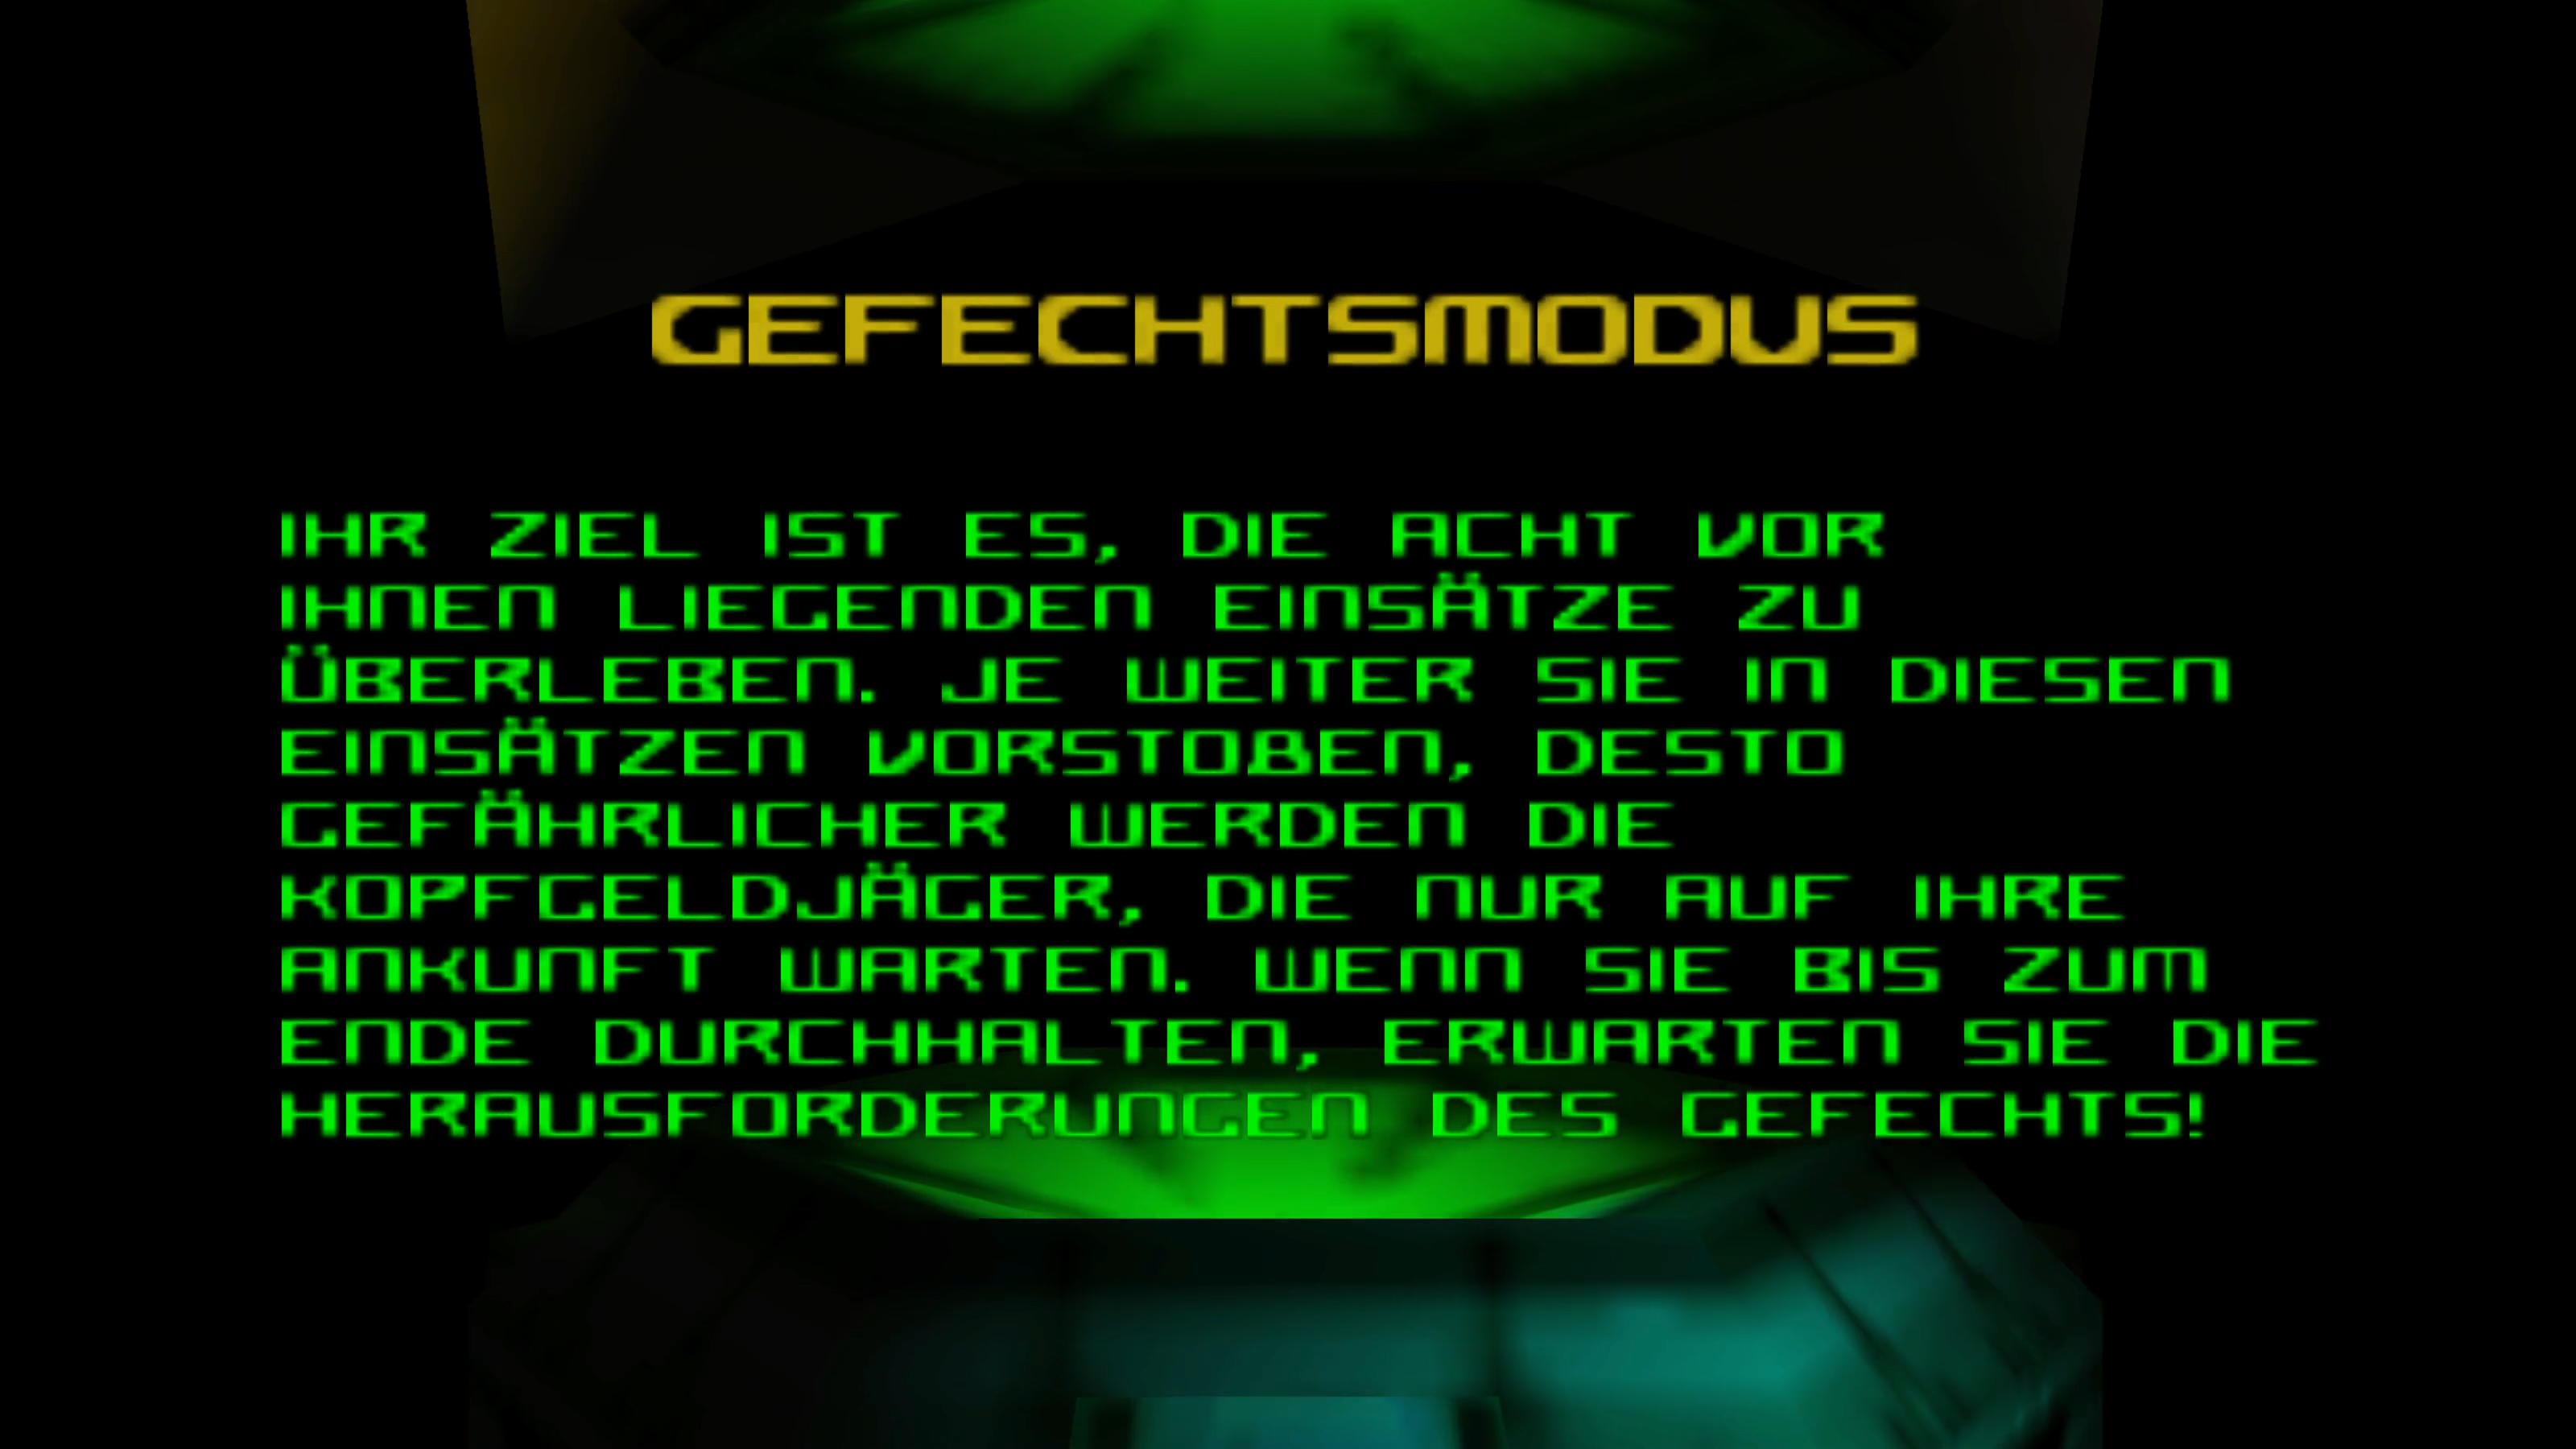 GEFECHTSMODUS
IHR ZIEL IST ES, DIE ACHT VOR
IHNEN LIEGENDEN EINSÄTZE ZU
ÜBERLEBEN. JE WEITER SIE IN DIESEN
EINSÄTZEN VORSTOßEN, DESTO
GEFÄHRLICHER WERDEN DIE
KOPFGELDJÄGER, DIE NUR AUF IHRE
ANKUNFT WARTEN. WENN SIE BIS ZUM
ENDE DURCHHALTEN, ERWARTEN SIE DIE
HERAUSFORDERUNGEN DES GEFECHTS!